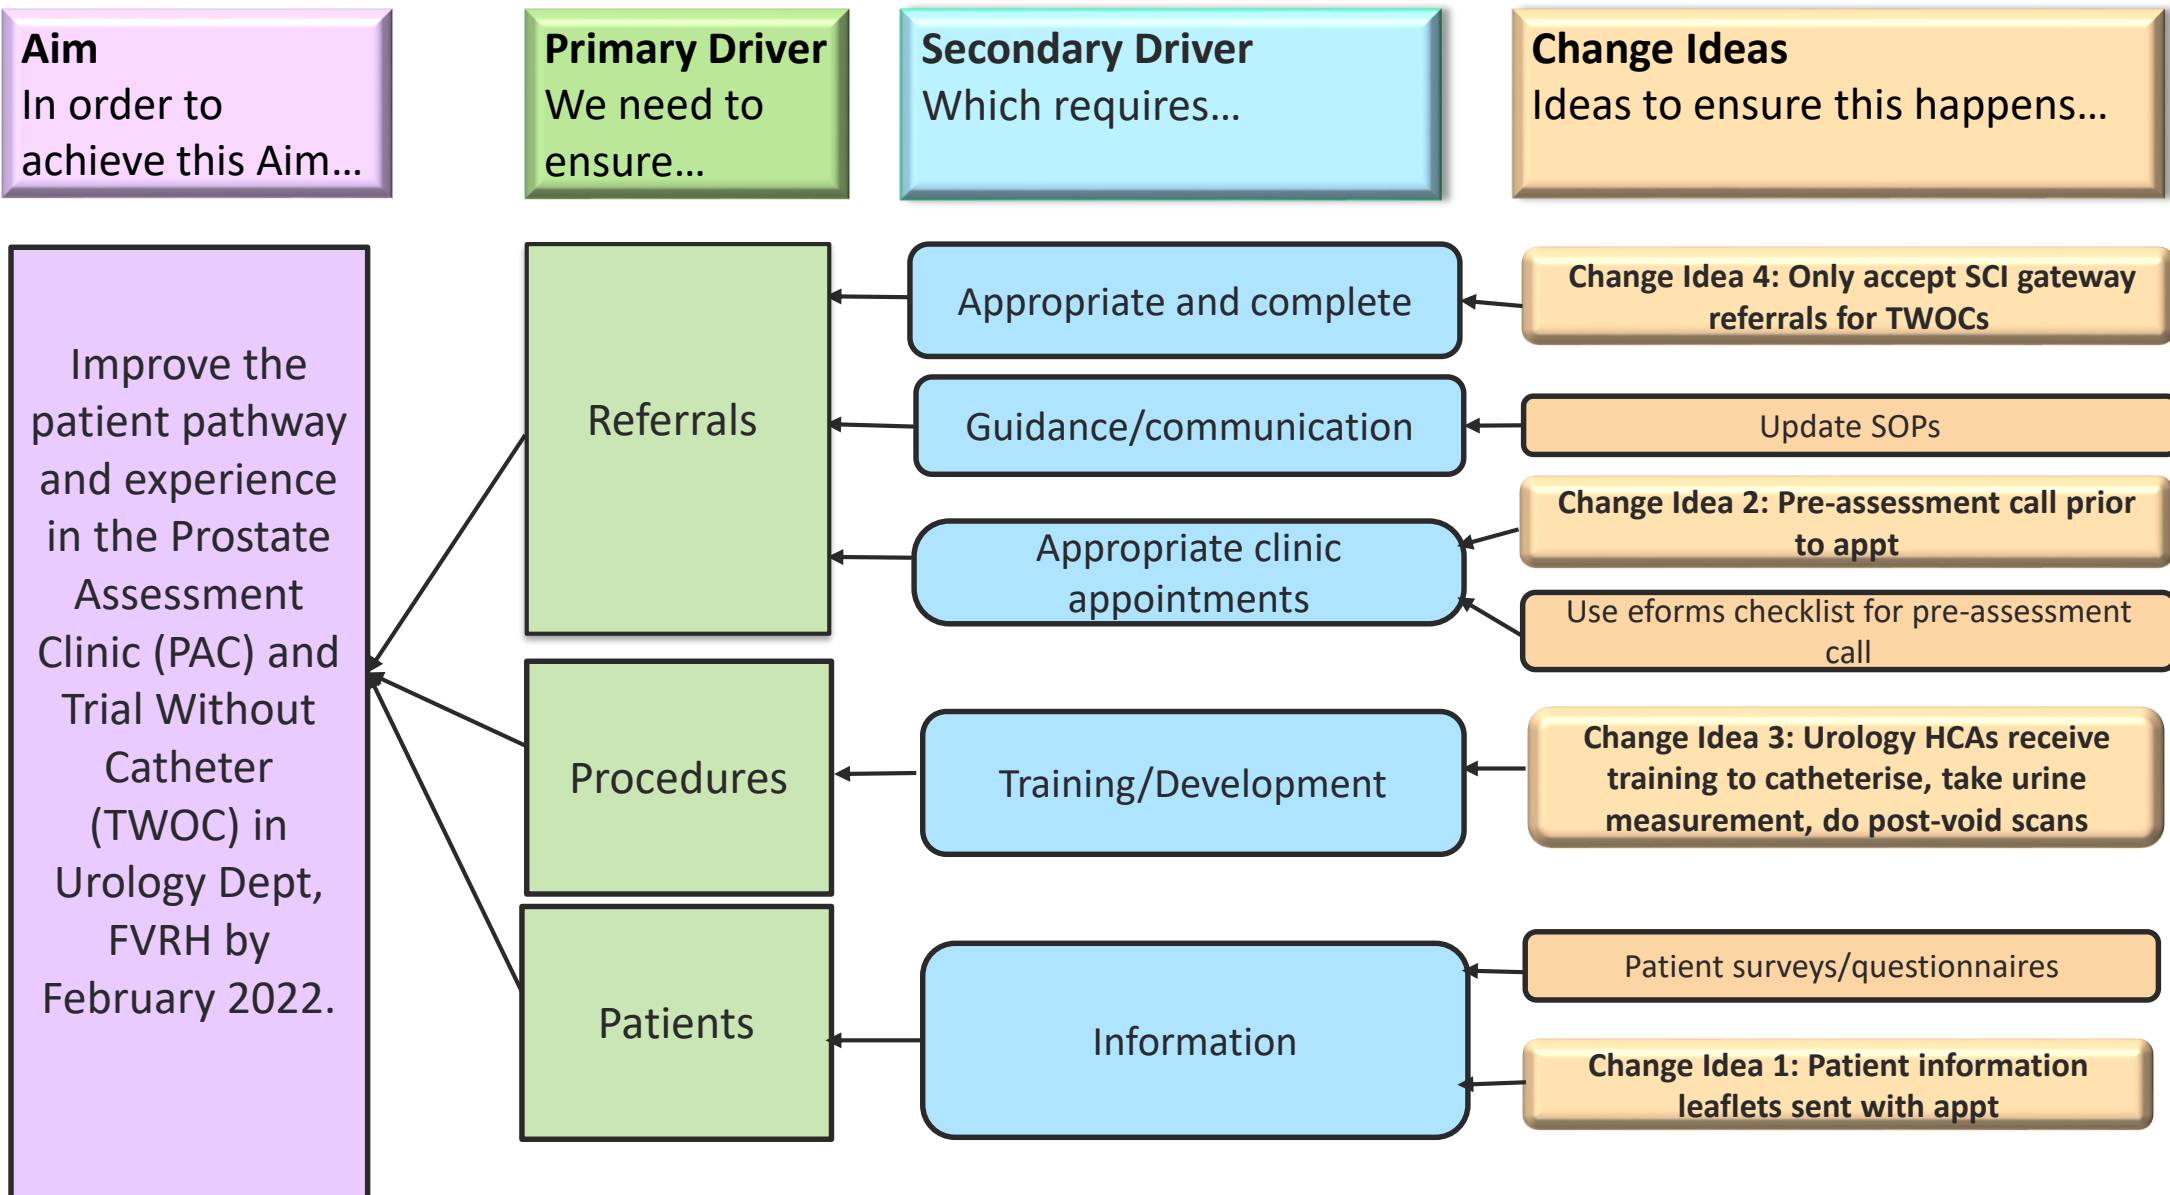 Aim
In order to
achieve this Aim...
Primary Driver
We need to
ensure...
Secondary Driver
Which requires...
Change Ideas
Ideas to ensure this happens...
Improve the
patient pathway
and experience
in the Prostate
Assessment
Clinic (PAC) and
Trial Without
Catheter
(TWOC) in
Urology Dept,
FVRH by
February 2022.
Referrals
Appropriate and complete
Change Idea 4: Only accept SCI gateway
referrals for TWOCs
Guidance/communication
Update SOPs
Appropriate clinic
appointments
Change Idea 2: Pre-assessment call prior
to appt
Use eforms checklist for pre-assessment
call
Procedures
Training/Development
Change Idea 3: Urology HCAs receive
training to catheterise, take urine
measurement, do post-void scans
Patients
Information
Patient surveys/questionnaires
Change Idea 1: Patient information
leaflets sent with appt